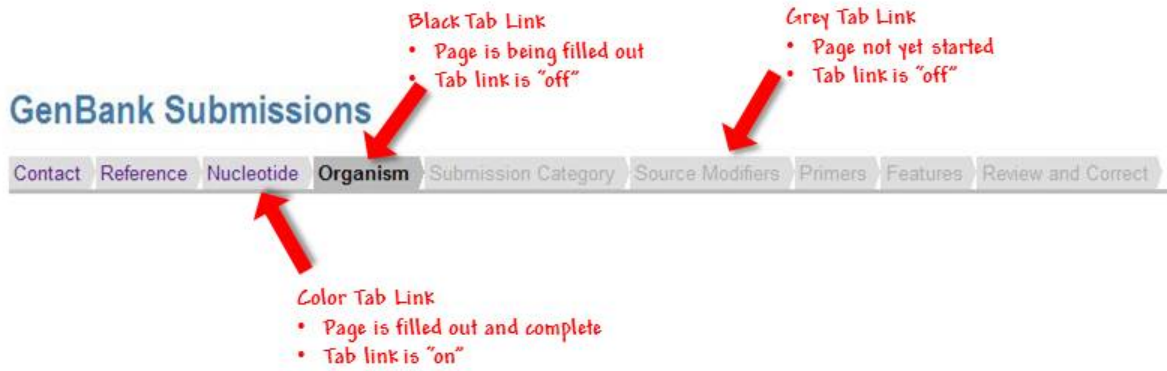 Black Tab Link
• Page is being filled out
• Tab link is "off"
Grey Tab Link
• Page not yet started
• Tab link is "off"
GenBank Submissions
Contact Reference Nucleotide Organism Submission Category Source Modifiers Primers Features Review and Correct
Color Tab Link
• Page is filled out and complete
• Tab link is "on"